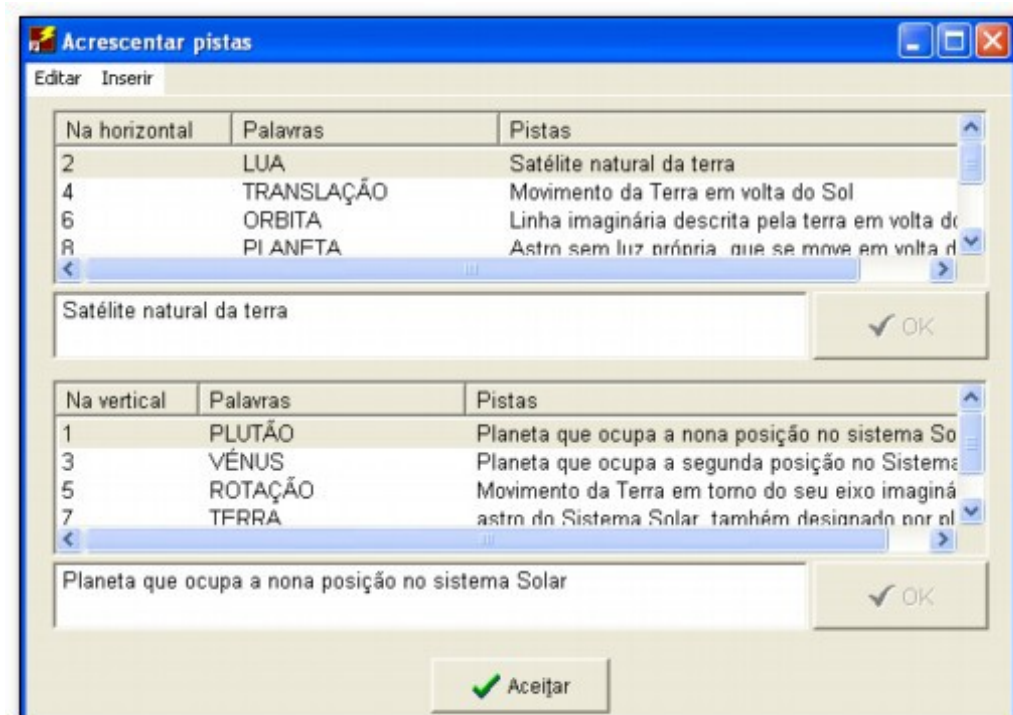 Acrescentar pistas
Editar Inserir
Na horizontal Palavras Pistas
2 LUA Satélite natural da terra
4 TRANSLAÇÃO Movimento da Terra em volta do Sol
6 ORBITA Linha imaginária descrita pela terra em volta do
8 PLANETA Astro sem luz própria, que se move em volta d
Satélite natural da terra
OK
Na vertical Palavras Pistas
1 PLUTÃO Planeta que ocupa a nona posição no sistema So
3 VÉNUS Planeta que ocupa a segunda posição no Sistema
5 ROTAÇÃO Movimento da Terra em torno do seu eixo imaginá
7 TERRA astro do Sistema Solar, também designado por pl
Planeta que ocupa a nona posição no sistema Solar
OK
Aceitar